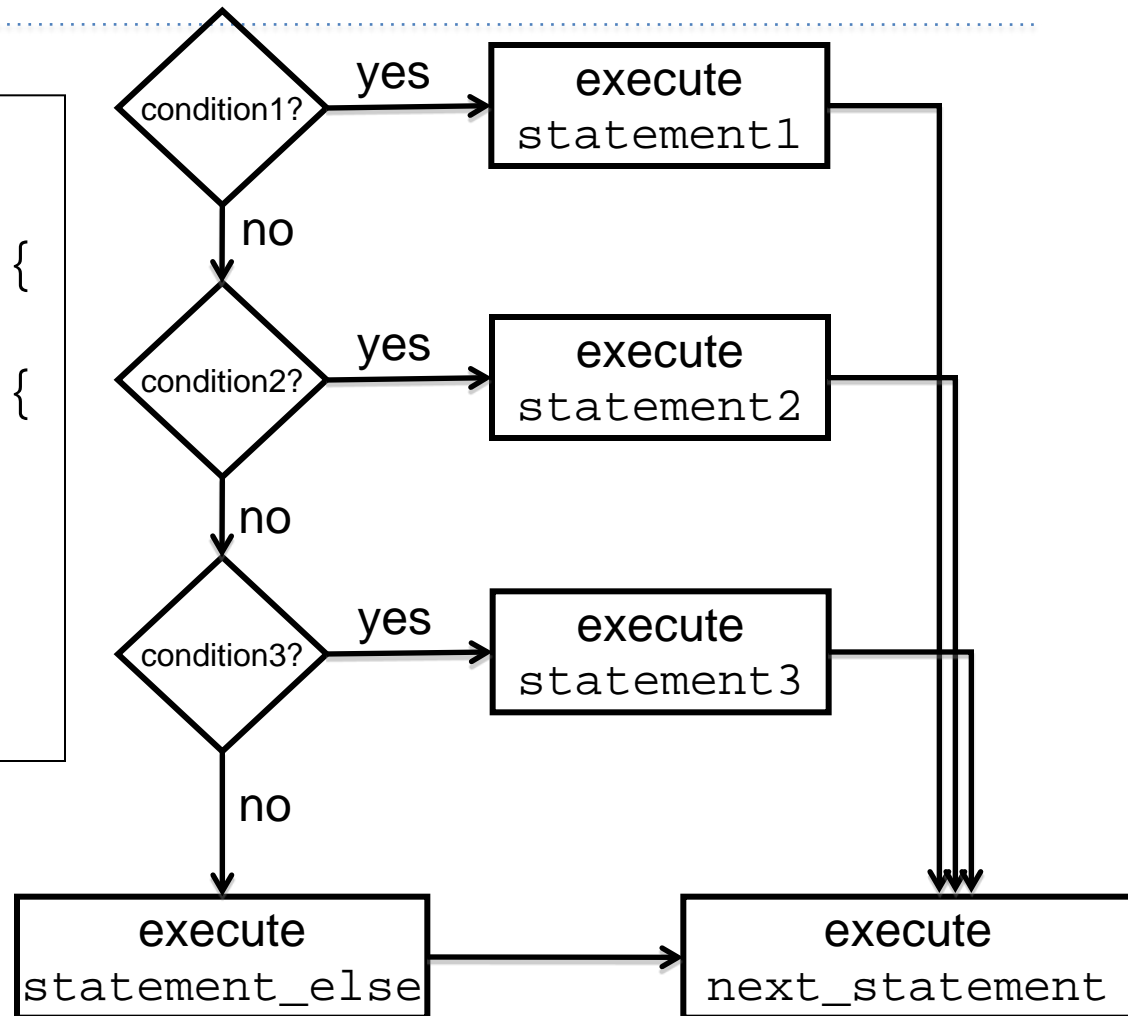 {
{
condition1?
yes
execute
statement1
no
condition2?
yes
execute
statement2
no
condition3?
yes
execute
statement3
no
execute
statement_else
execute
next_statement